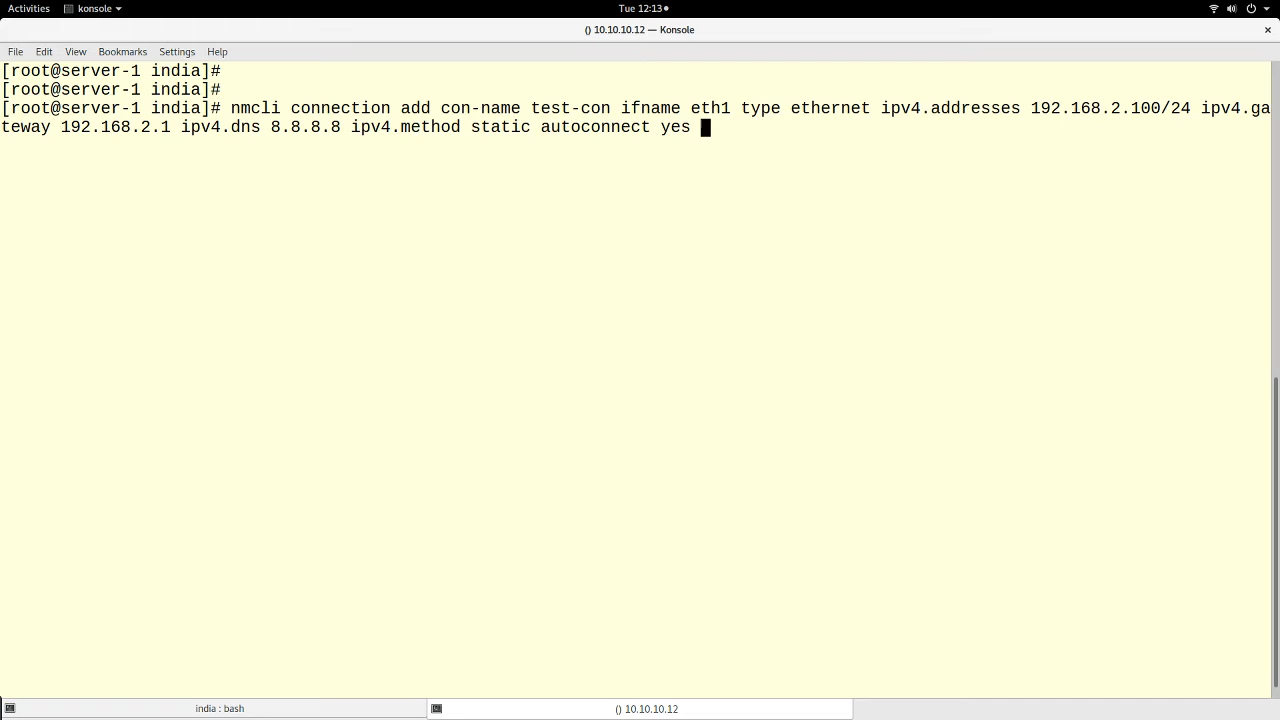 Activities konsole Tue 12:13
() 10.10.10.12 — Konsole
File Edit View Bookmarks Settings Help
[root@server-1 india]#
[root@server-1 india]#
[root@server-1 india]# nmcli connection add con-name test-con ifname eth1 type ethernet ipv4.addresses 192.168.2.100/24 ipv4.ga
teway 192.168.2.1 ipv4.dns 8.8.8.8 ipv4.method static autoconnect yes
india : bash () 10.10.10.12